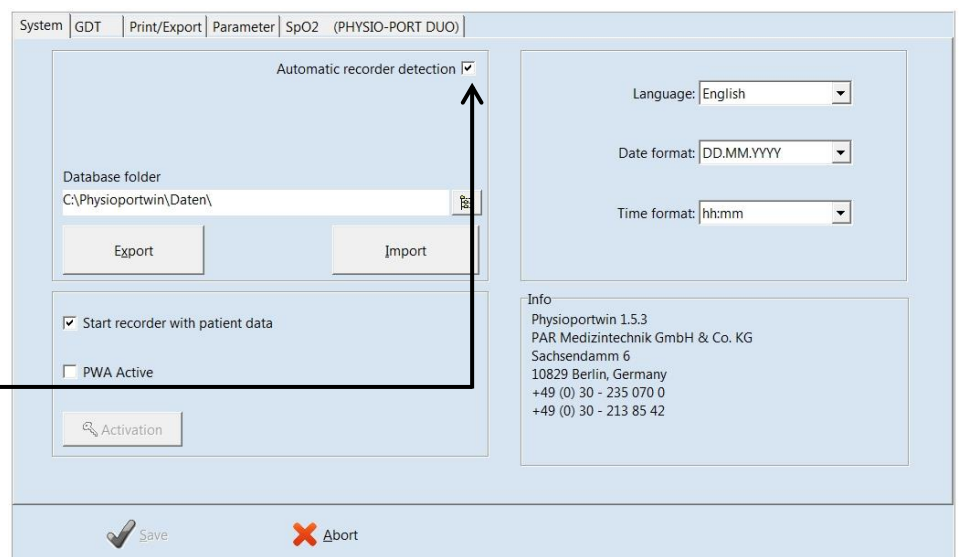 System GDT Print/Export Parameter SpO2 (PHYSIO-PORT DUO)
Automatic recorder detection
Database folder
C:\Physioportwin\Daten\
Export Import
Start recorder with patient data
PWA Active
Activation
Language: English
Date format: DD.MM.YYYY
Time format: hh:mm
Info
Physioportwin 1.5.3
PAR Medizintechnik GmbH & Co. KG
Sachsendamm 6
10829 Berlin, Germany
+49 (0) 30 - 235 070 0
+49 (0) 30 - 213 85 42
Save Abort